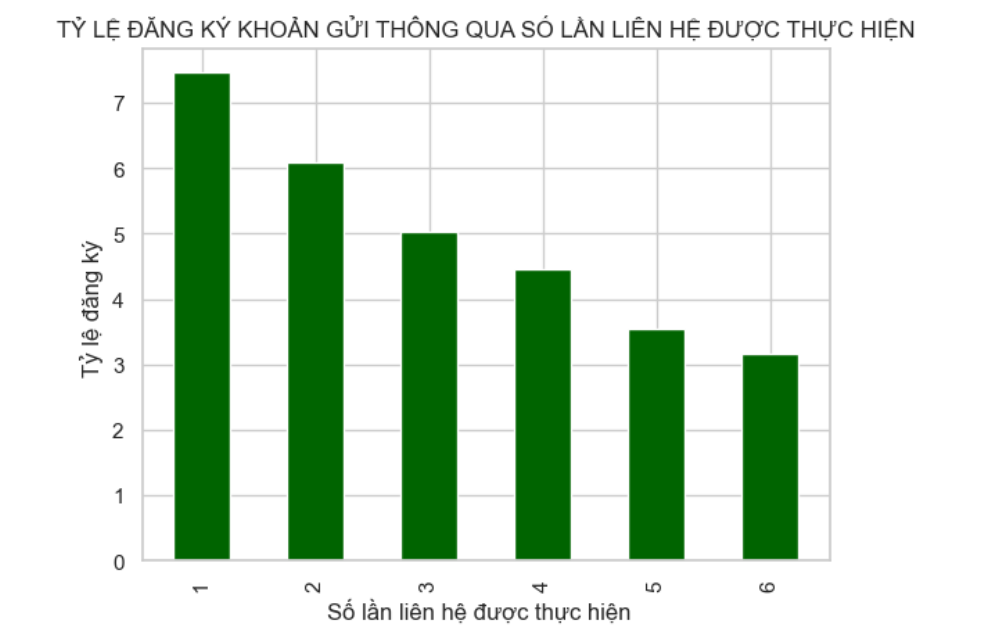 TỶ LỆ ĐĂNG KÝ KHOẢN GỬI THÔNG QUA SỐ LẦN LIÊN HỆ ĐƯỢC THỰC HIỆN
Tỷ lệ đăng ký
7
6
5
4
3
2
1
0
1 2 3 4 5 6
Số lần liên hệ được thực hiện